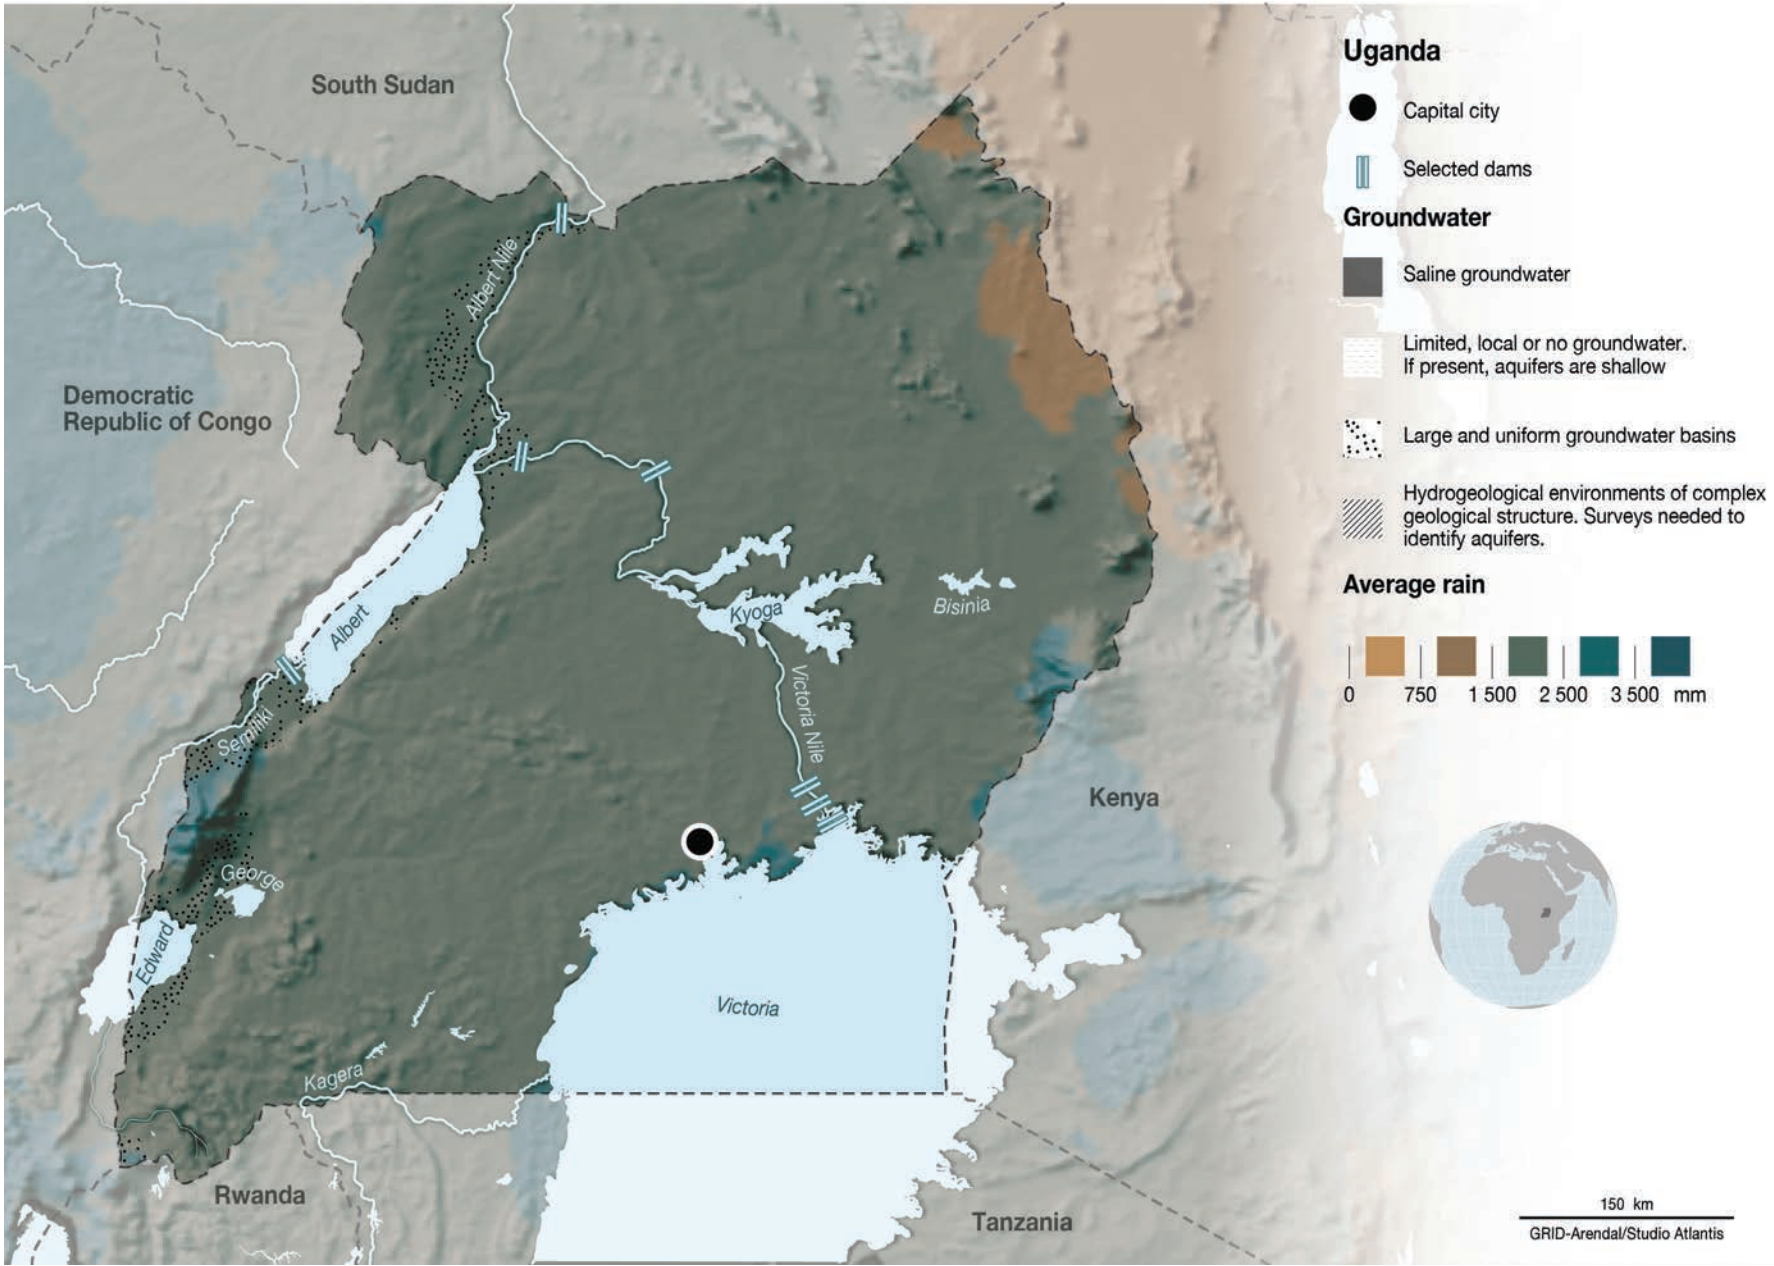 South Sudan
Democratic
Republic of Congo
Albert Nile
Albert
Semiliki
George
Edward
Kyoga
Bisinia
Victoria Nile
Victoria
Kagera
Kenya
Rwanda
Tanzania
Uganda
Capital city
Selected dams
Groundwater
Saline groundwater
Limited, local or no groundwater.
If present, aquifers are shallow
Large and uniform groundwater basins
Hydrogeological environments of complex
geological structure. Surveys needed to
identify aquifers.
Average rain
0 750 1 500 2 500 3 500 mm
150 km
GRID-Arendal/Studio Atlantis